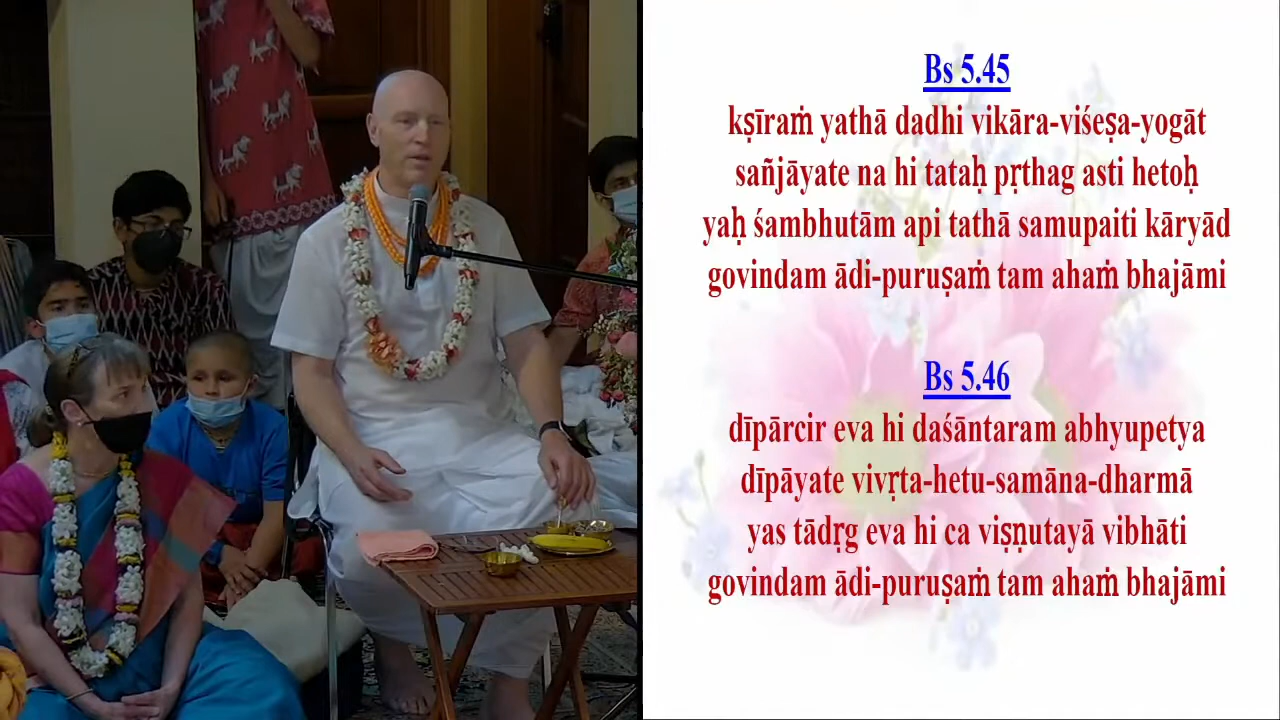 Bs 5.45
kṣīraṁ yathā dadhi vikāra-viśeṣa-yogāt
sañjāyate na hi tataḥ pṛthag asti hetoḥ
yaḥ śambhutām api tathā samupaiti kāryād
govindam ādi-puruṣaṁ tam ahaṁ bhajāmi
Bs 5.46
dīpārcir eva hi daśāntaram abhyupetya
dīpāyate vivṛta-hetu-samāna-dharmā
yas tādṛg eva hi ca viṣṇutayā vibhāti
govindam ādi-puruṣaṁ tam ahaṁ bhajāmi